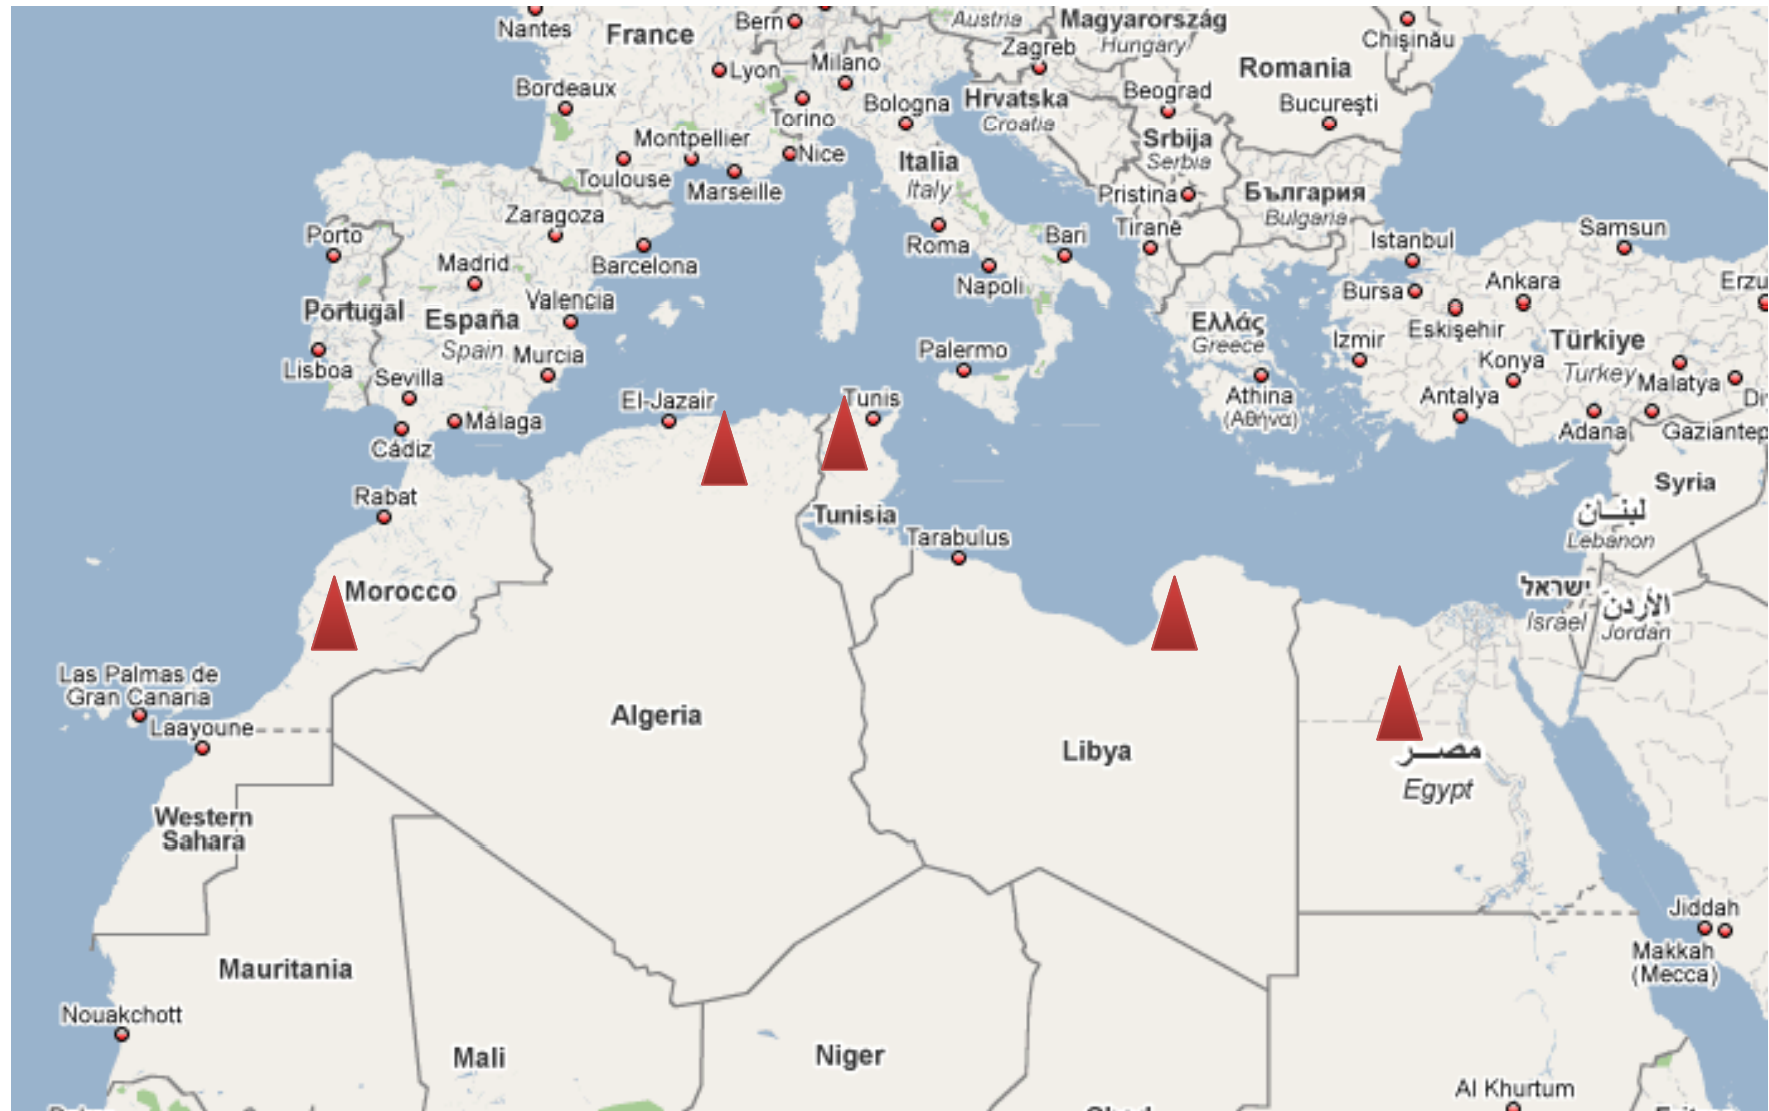 Nantes
France
Bern
Austria
Magyarország
Hungary
Chişinău
Zagreb
Lyon
Milano
Romania
Bordeaux
Torino
Bologna
Hrvatska
Croatia
Beograd
Bucureşti
Montpellier
Nice
Italia
Italy
Srbija
Serbia
Toulouse
Marseille
Pristina
България
Bulgaria
Zaragoza
Porto
Barcelona
Roma
Bari
Tiranë
Istanbul
Samsun
Madrid
Napoli
Bursa
Ankara
Erzu
Portugal
España
Spain
Valencia
Ελλάς
Greece
Eskişehir
Türkiye
Turkey
Izmir
Konya
Lisboa
Murcia
Palermo
Malatya
Sevilla
El-Jazair
Tunis
Athina
(Αθήνα)
Antalya
Di
Málaga
Cádiz
Adana
Gaziantep
Rabat
Syria
Tunisia
لبنــان
Lebanon
Tarabulus
Morocco
ישראל
Israel
الأردن
Jordan
Las Palmas de
Gran Canaria
Laayoune
Algeria
Libya
مصــر
Egypt
Western
Sahara
Jiddah
Makkah
(Mecca)
Mauritania
Nouakchott
Mali
Niger
Al Khurtum